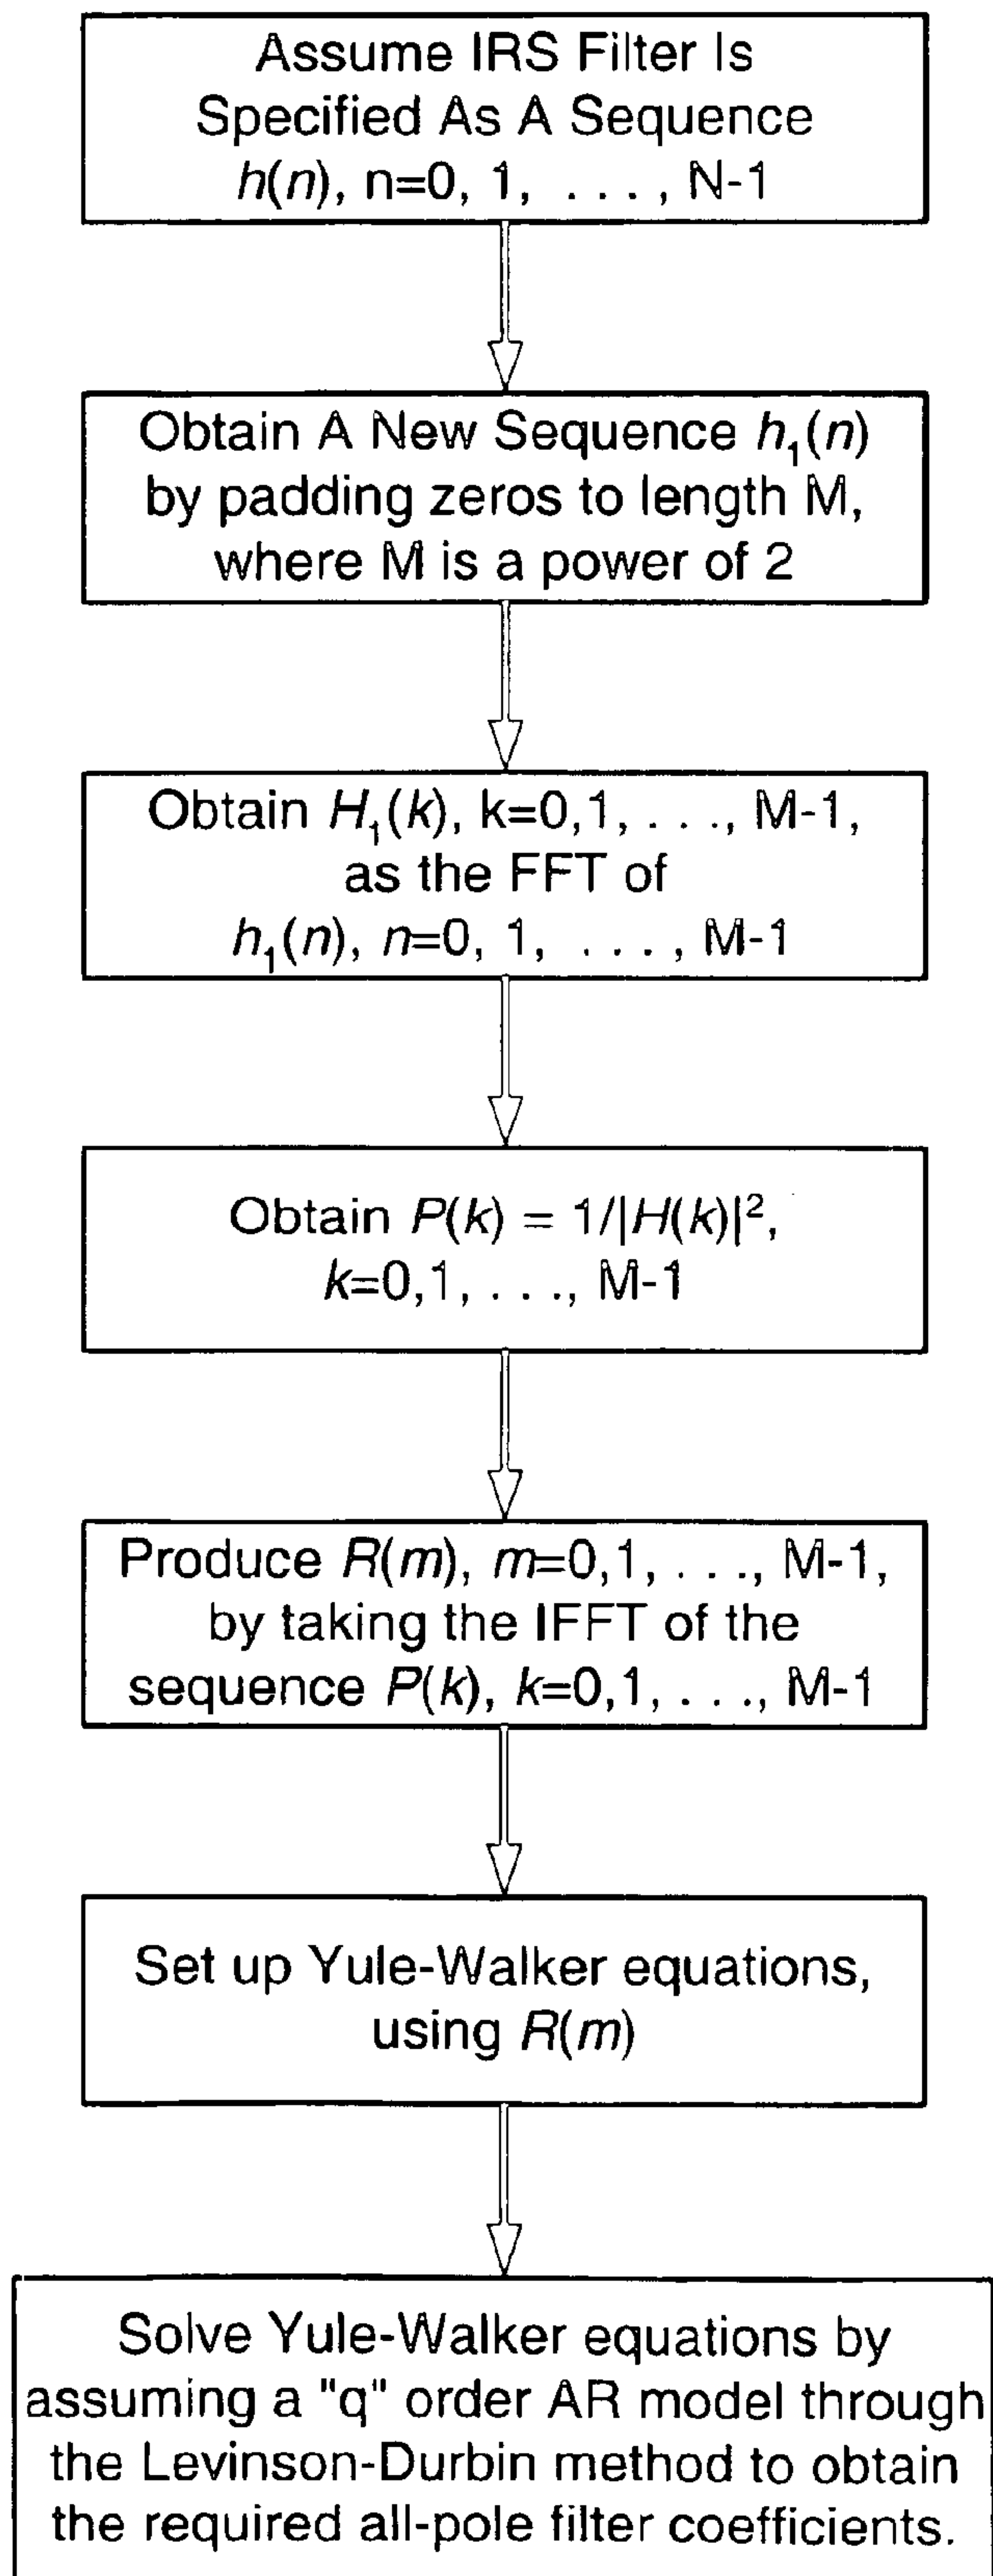 Assume IRS Filter Is
Specified As A Sequence
h(n), n=0, 1, . . . , N-1
Obtain A New Sequence h₁(n)
by padding zeros to length M,
where M is a power of 2
Obtain H₁(k), k=0,1, . . ., M-1,
as the FFT of
h₁(n), n=0, 1, . . . , M-1
Obtain P(k) = 1/|H(k)|²,
k=0,1, . . ., M-1
Produce R(m), m=0,1, . . ., M-1,
by taking the IFFT of the
sequence P(k), k=0,1, . . ., M-1
Set up Yule-Walker equations,
using R(m)
Solve Yule-Walker equations by
assuming a "q" order AR model through
the Levinson-Durbin method to obtain
the required all-pole filter coefficients.